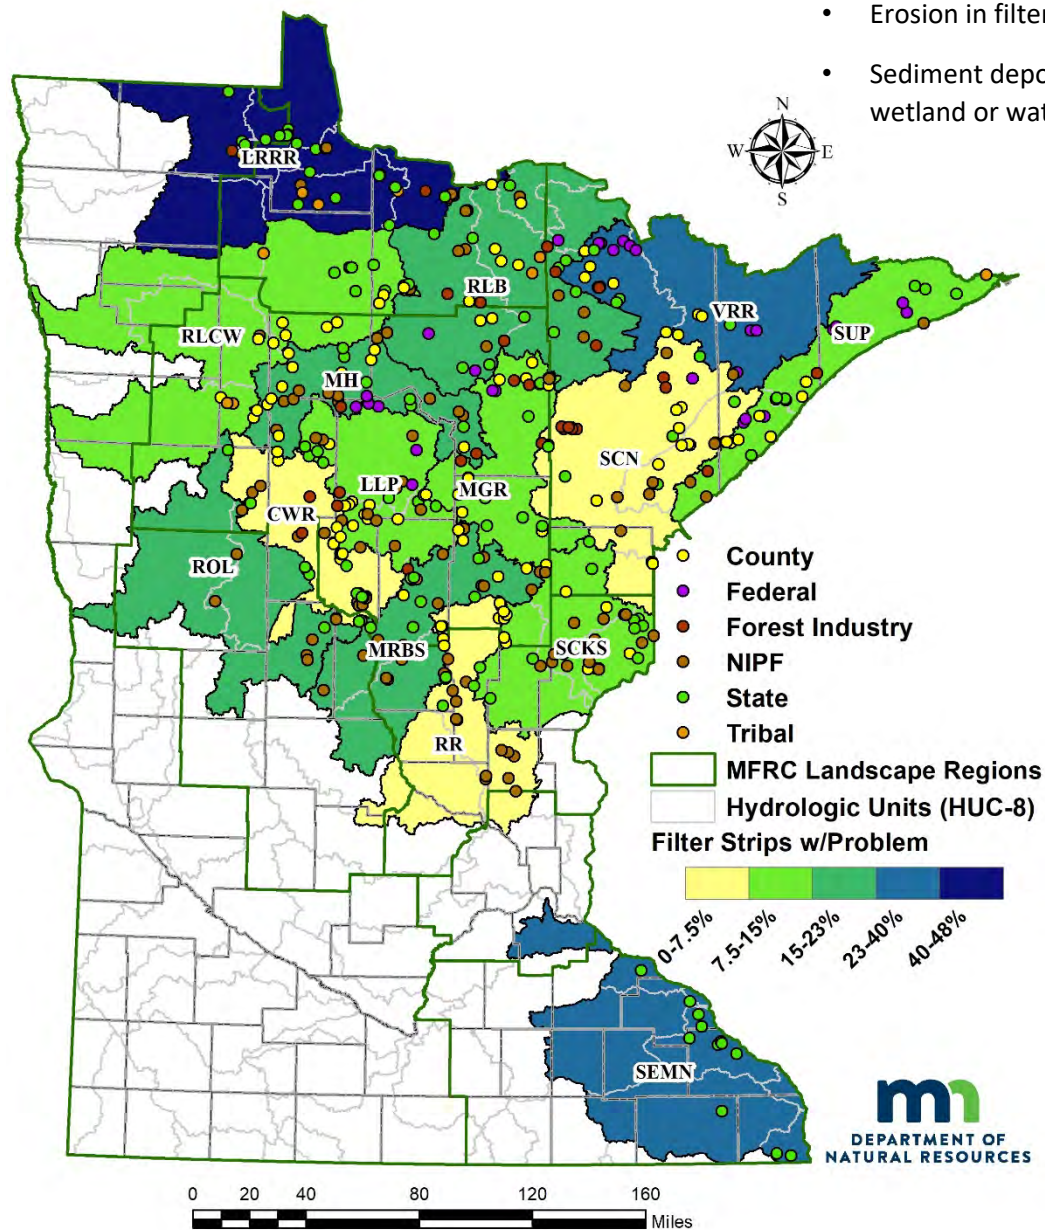 • Erosion in filter
• Sediment depo
wetland or wat
N
W E
S
LRRR
RLB
VRR
SUP
RLCW
MH
SCN
LLP
MGR
CWR
ROL
MRBS
SCKS
RR
SEMN
County
Federal
Forest Industry
NIPF
State
Tribal
MFRC Landscape Regions
Hydrologic Units (HUC-8)
Filter Strips w/Problem
0-7.5% 7.5-15% 15-23% 23-40% 40-48%
mn
DEPARTMENT OF
NATURAL RESOURCES
0 20 40 80 120 160
Miles